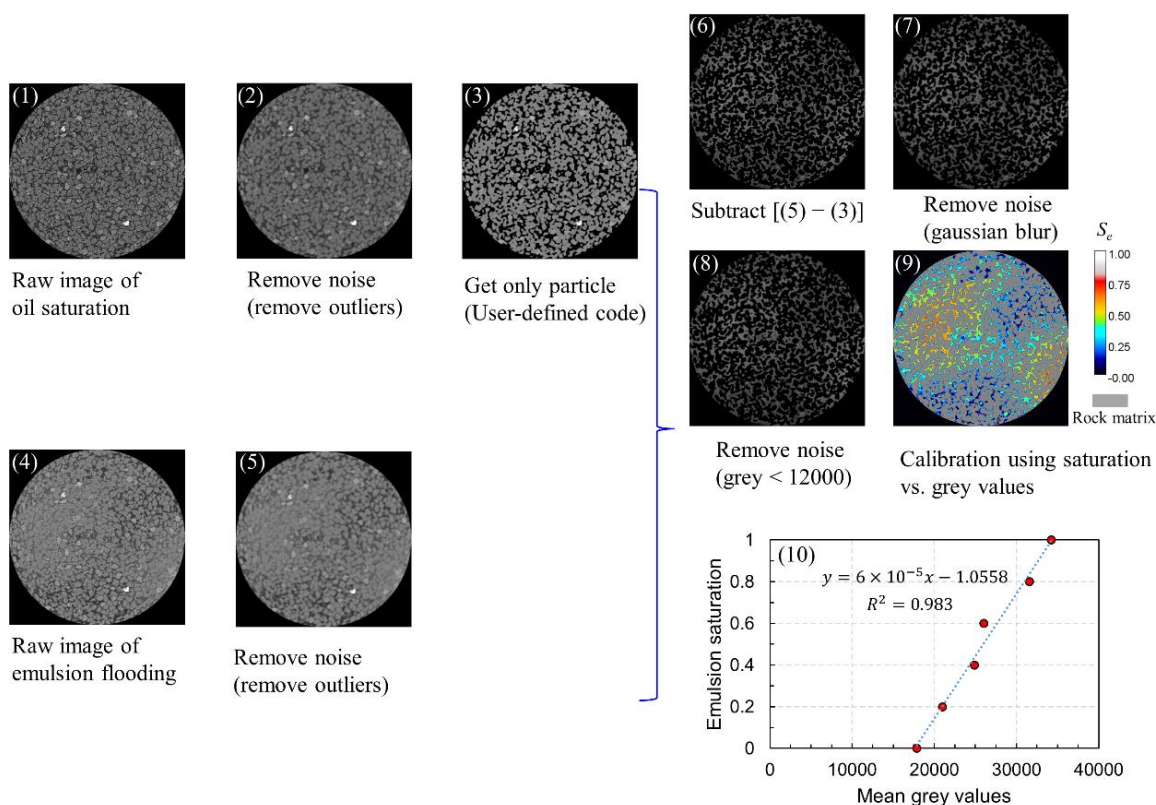 (1)
(2)
(3)
Raw image of
oil saturation
Remove noise
(remove outliers)
Get only particle
(User-defined code)
(4)
(5)
Raw image of
emulsion flooding
Remove noise
(remove outliers)
(6)
(7)
Subtract [(5) − (3)]
Remove noise
(gaussian blur)
(8)
(9)
S_e
1.00
0.75
0.50
0.25
-0.00
Rock matrix
Remove noise
(grey < 12000)
Calibration using saturation
vs. grey values
(10)
y = 6 × 10⁻⁵x − 1.0558
R² = 0.983
Emulsion saturation
1
0.8
0.6
0.4
0.2
0
0 10000 20000 30000 40000
Mean grey values